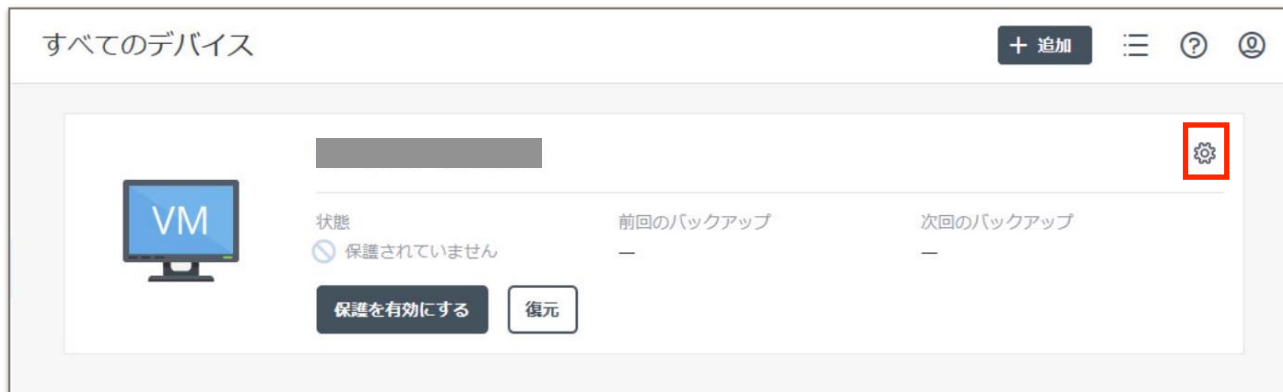 すべてのデバイス
+ 追加
VM
状態
前回のバックアップ
次回のバックアップ
保護されていません
—
—
保護を有効にする
復元